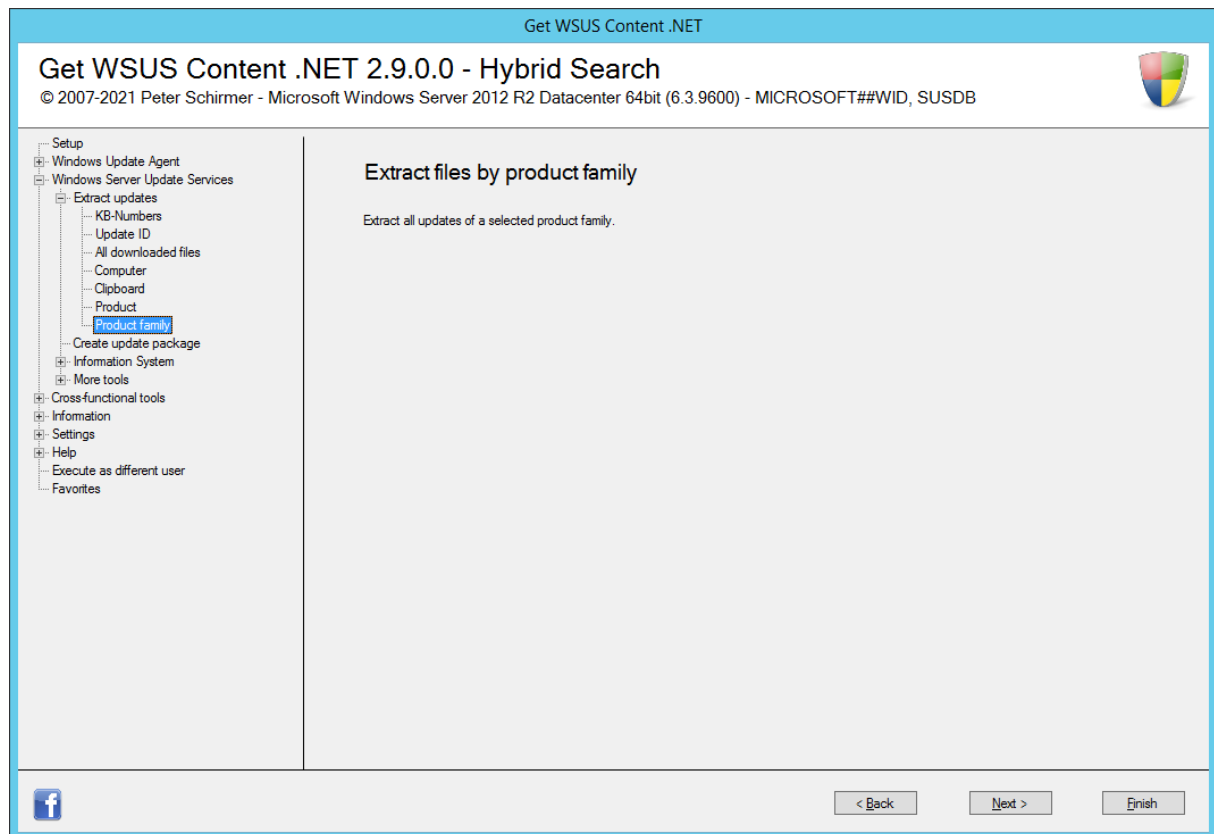 Get WSUS Content .NET
Get WSUS Content .NET 2.9.0.0 - Hybrid Search
© 2007-2021 Peter Schirmer - Microsoft Windows Server 2012 R2 Datacenter 64bit (6.3.9600) - MICROSOFT##WID, SUSDB
Setup
Windows Update Agent
Windows Server Update Services
Extract updates
KB-Numbers
Update ID
All downloaded files
Computer
Clipboard
Product
Product family
Create update package
Information System
More tools
Cross-functional tools
Information
Settings
Help
Execute as different user
Favorites
Extract files by product family
Extract all updates of a selected product family.
f
< Back
Next >
Finish